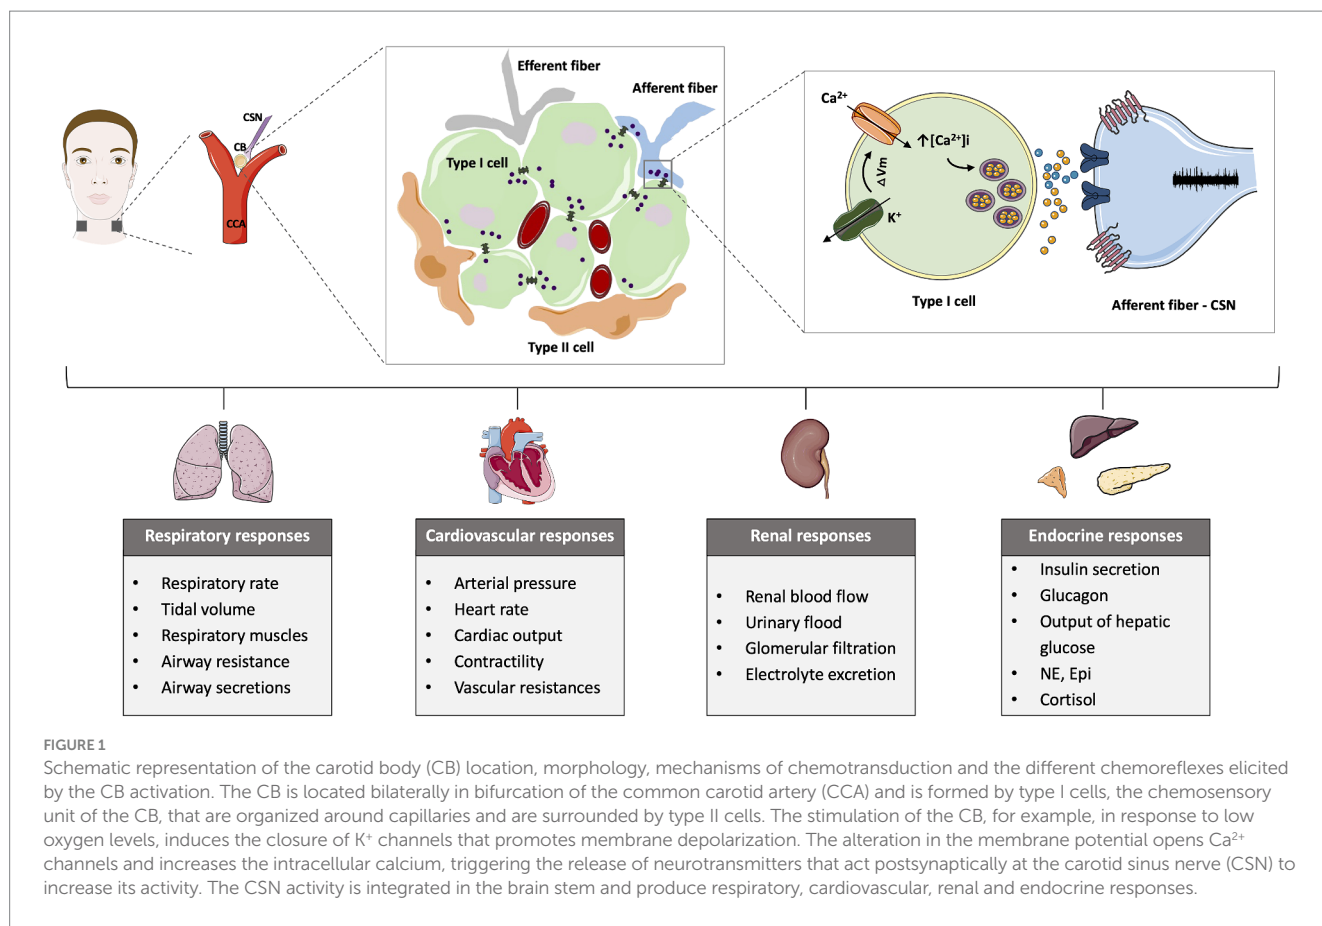 Efferent fiber
Afferent fiber
CSN
CB
CCA
Type I cell
Type II cell
Ca²⁺
↑[Ca²⁺]i
ΔVm
K⁺
Type I cell
Afferent fiber - CSN
Respiratory responses
• Respiratory rate
• Tidal volume
• Respiratory muscles
• Airway resistance
• Airway secretions
Cardiovascular responses
• Arterial pressure
• Heart rate
• Cardiac output
• Contractility
• Vascular resistances
Renal responses
• Renal blood flow
• Urinary flood
• Glomerular filtration
• Electrolyte excretion
Endocrine responses
• Insulin secretion
• Glucagon
• Output of hepatic
glucose
• NE, Epi
• Cortisol
FIGURE 1
Schematic representation of the carotid body (CB) location, morphology, mechanisms of chemotransduction and the different chemoreflexes elicited
by the CB activation. The CB is located bilaterally in bifurcation of the common carotid artery (CCA) and is formed by type I cells, the chemosensory
unit of the CB, that are organized around capillaries and are surrounded by type II cells. The stimulation of the CB, for example, in response to low
oxygen levels, induces the closure of K⁺ channels that promotes membrane depolarization. The alteration in the membrane potential opens Ca²⁺
channels and increases the intracellular calcium, triggering the release of neurotransmitters that act postsynaptically at the carotid sinus nerve (CSN) to
increase its activity. The CSN activity is integrated in the brain stem and produce respiratory, cardiovascular, renal and endocrine responses.